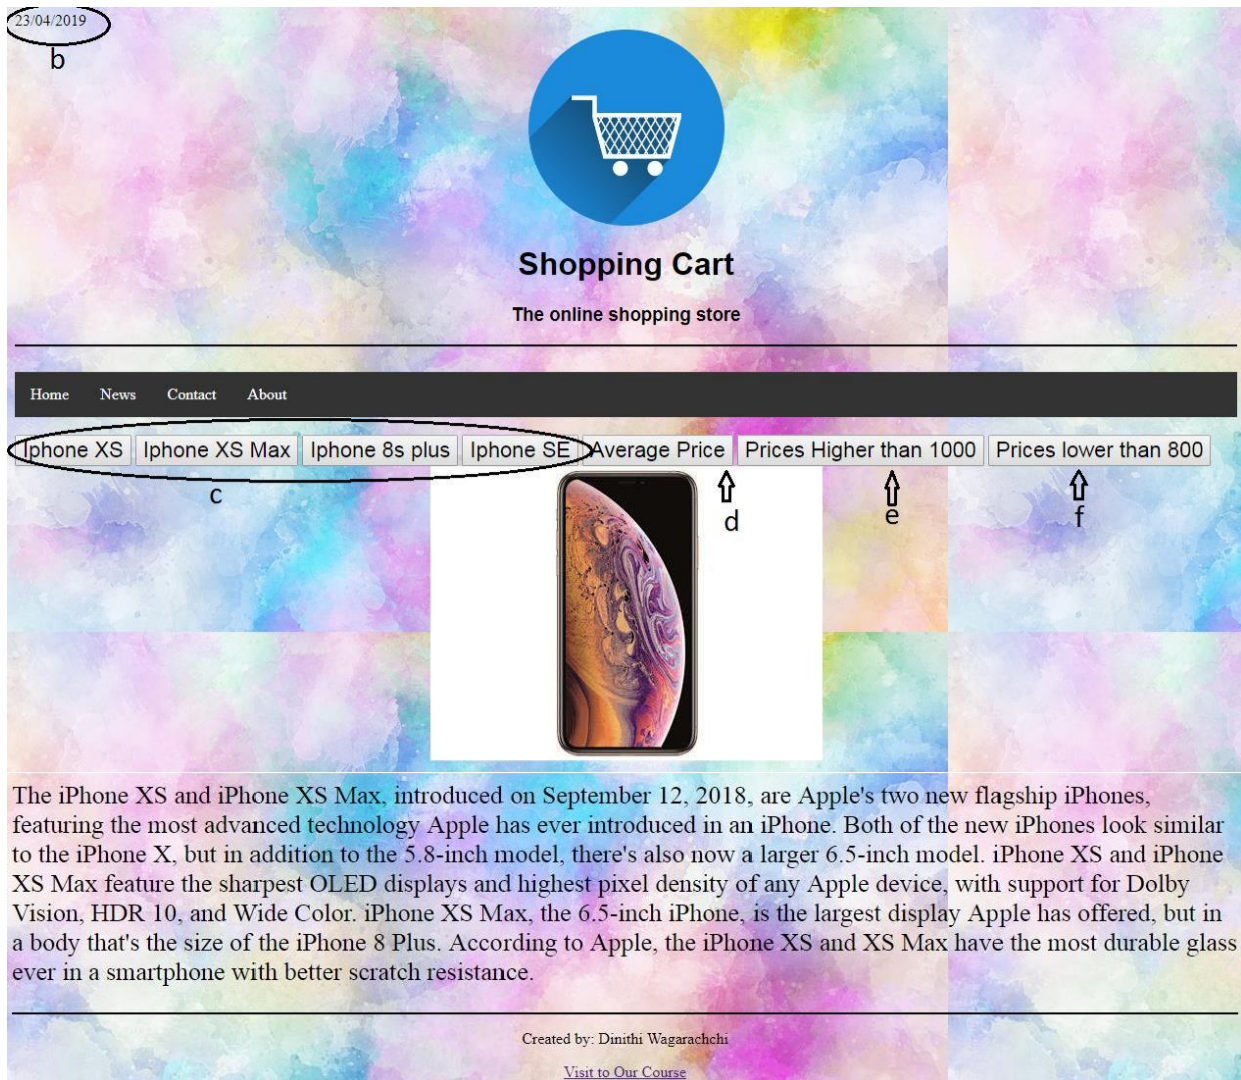 23/04/2019
b
Shopping Cart
The online shopping store
Home News Contact About
Iphone XS Iphone XS Max Iphone 8s plus Iphone SE Average Price Prices Higher than 1000 Prices lower than 800
c d e f
The iPhone XS and iPhone XS Max, introduced on September 12, 2018, are Apple's two new flagship iPhones,
featuring the most advanced technology Apple has ever introduced in an iPhone. Both of the new iPhones look similar
to the iPhone X, but in addition to the 5.8-inch model, there's also now a larger 6.5-inch model. iPhone XS and iPhone
XS Max feature the sharpest OLED displays and highest pixel density of any Apple device, with support for Dolby
Vision, HDR 10, and Wide Color. iPhone XS Max, the 6.5-inch iPhone, is the largest display Apple has offered, but in
a body that's the size of the iPhone 8 Plus. According to Apple, the iPhone XS and XS Max have the most durable glass
ever in a smartphone with better scratch resistance.
Created by: Dinithi Wagarachchi
Visit to Our Course